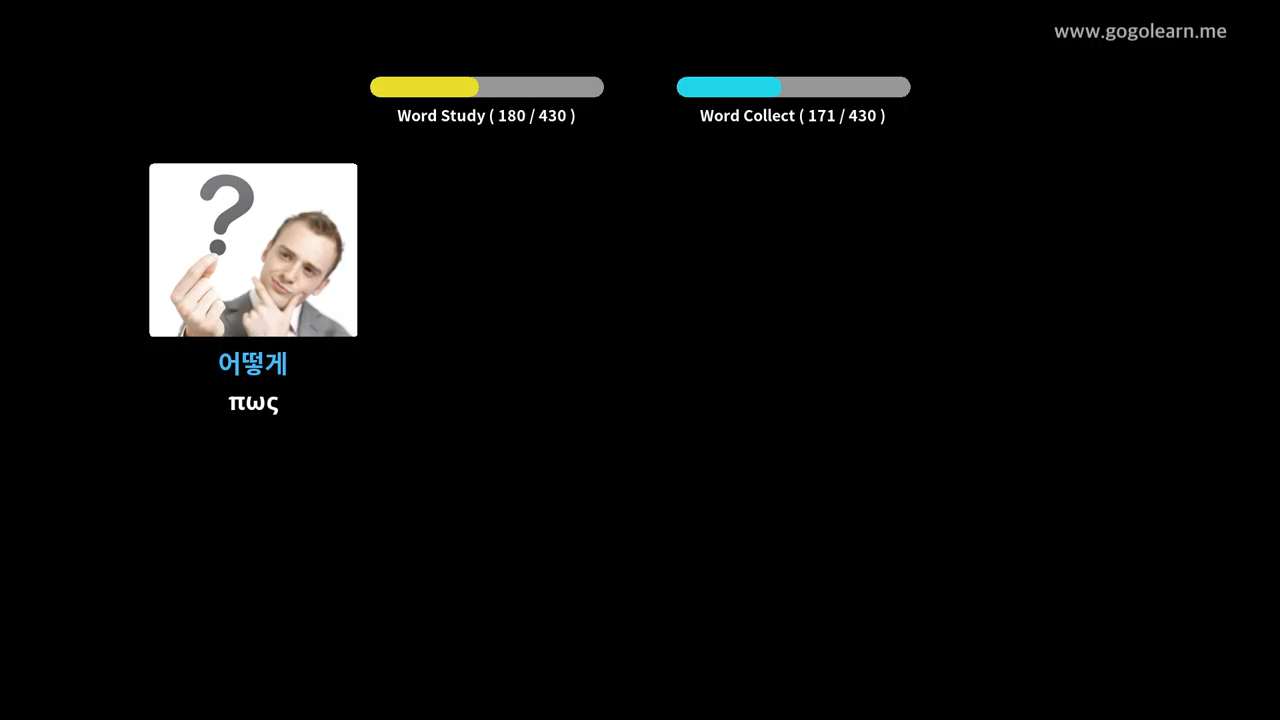 www.gogolearn.me
Word Study ( 180 / 430 )
Word Collect ( 171 / 430 )
?
어떻게
πως